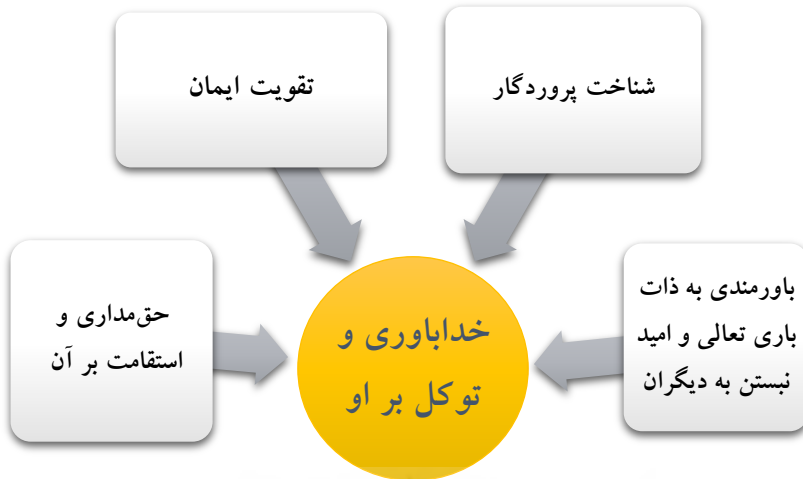 شناخت پروردگار
تقویت ایمان
باورمندی به ذات
باری تعالی و امید
نبستن به دیگران
خداباوری و
توکل بر او
حق‌مداری و
استقامت بر آن